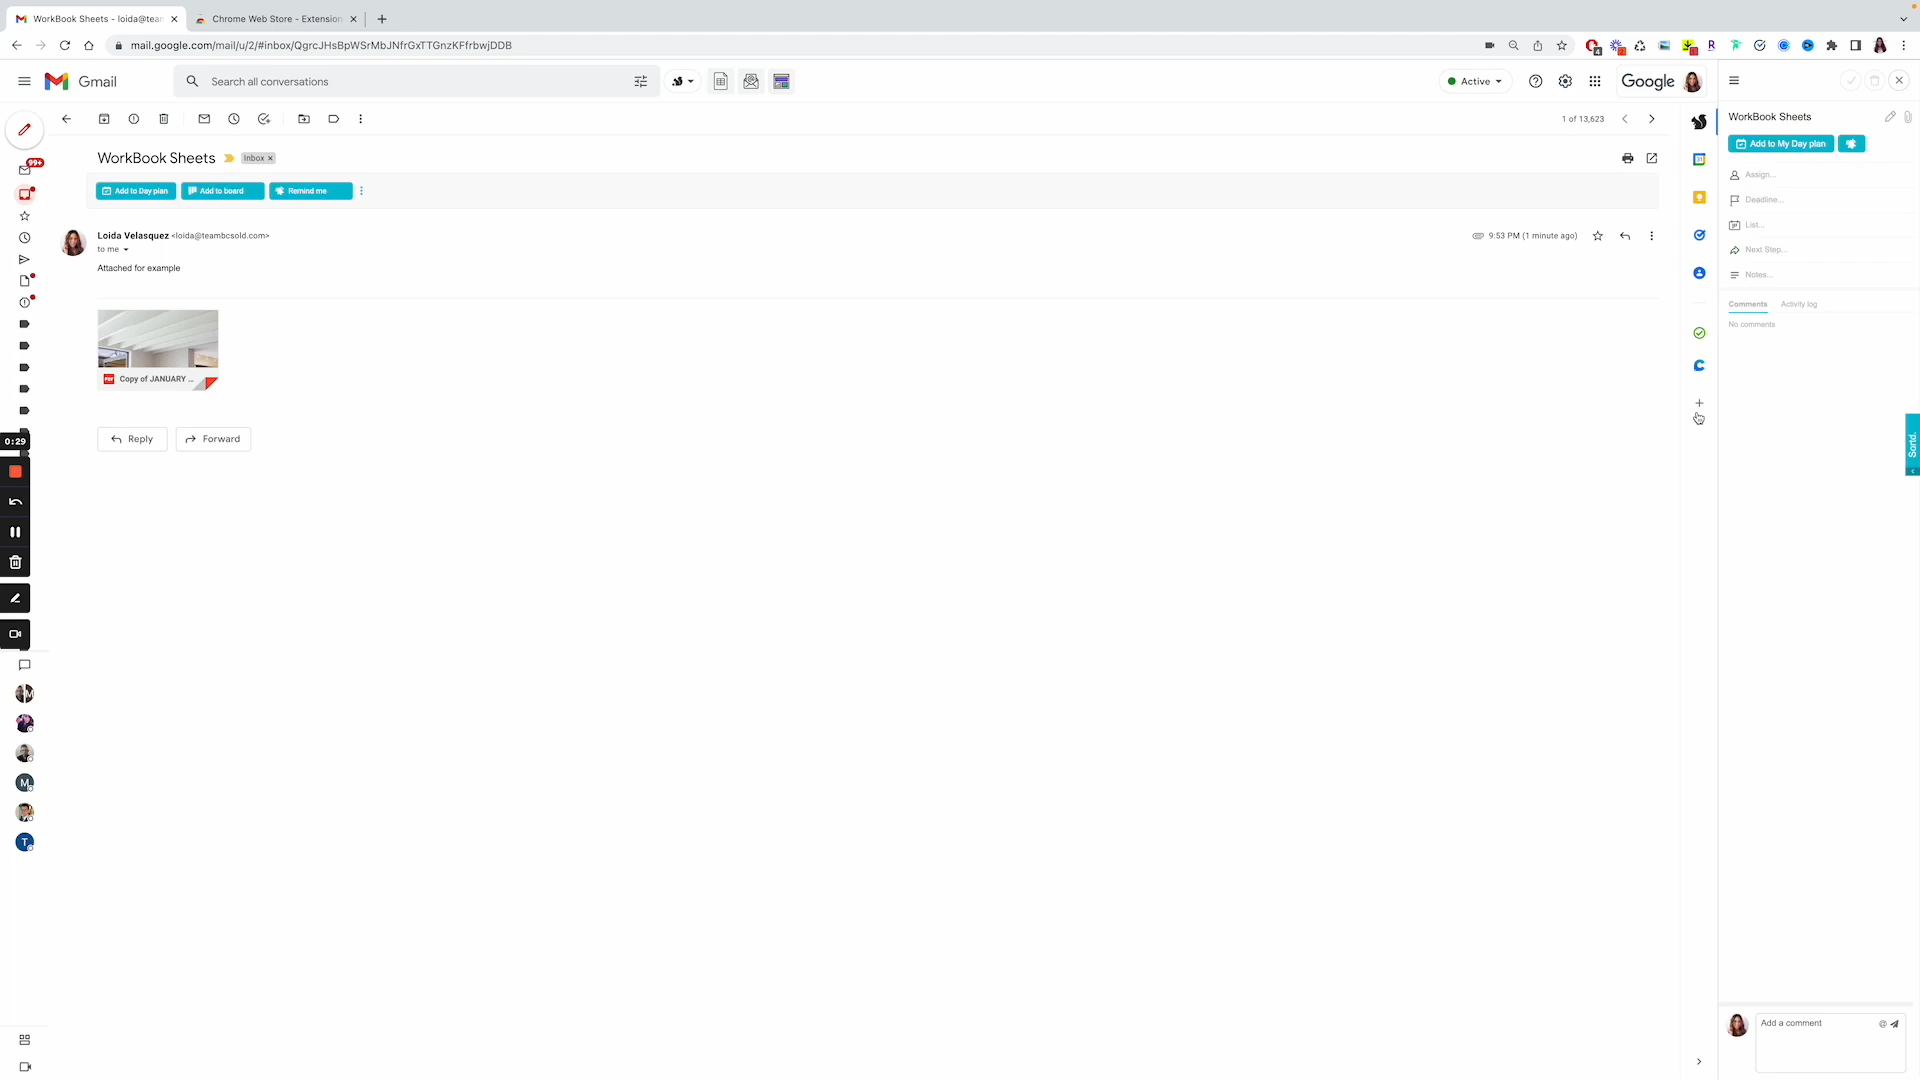 WorkBook Sheets - loida@team
Chrome Web Store - Extension
mail.google.com/mail/u/2/#inbox/QgrcJHsBpWSrMbJNfrGxTTGnzKFfrbwjDDB
Gmail
Search all conversations
Active
Google
1 of 13,623
WorkBook Sheets
Inbox
Add to Day plan
Add to board
Remind me
Loida Velasquez <loida@teambcsold.com>
9:53 PM (1 minute ago)
to me
Attached for example
PDF
Copy of JANUARY ...
Reply
Forward
99+
0:29
M
T
31
WorkBook Sheets
Add to My Day plan
Assign...
Deadline...
List...
Next Step...
Notes...
Comments
Activity log
No comments
Sortd.
Add a comment
@